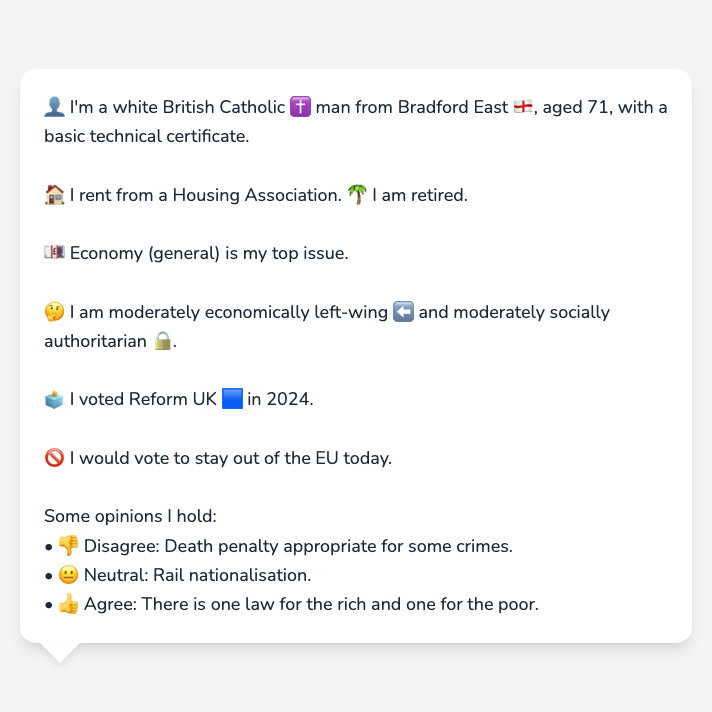 👤 I'm a white British Catholic ✝️ man from Bradford East 🏴󠁧󠁢󠁥󠁮󠁧󠁿, aged 71, with a
basic technical certificate.
🏠 I rent from a Housing Association. 🌴 I am retired.
💷 Economy (general) is my top issue.
🤔 I am moderately economically left-wing ⬅️ and moderately socially
authoritarian 🔒.
🗳️ I voted Reform UK 🟦 in 2024.
🚫 I would vote to stay out of the EU today.
Some opinions I hold:
• 👎 Disagree: Death penalty appropriate for some crimes.
• 😐 Neutral: Rail nationalisation.
• 👍 Agree: There is one law for the rich and one for the poor.